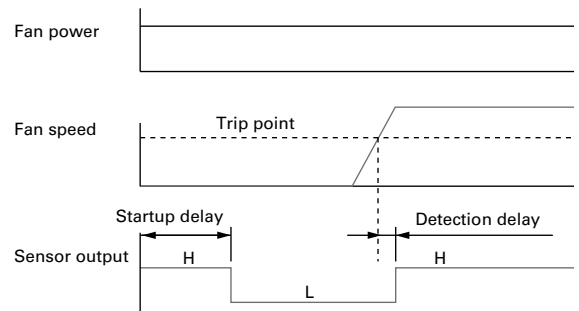 Fan power
Fan speed
Trip point
Startup delay
Detection delay
Sensor output
H
H
L